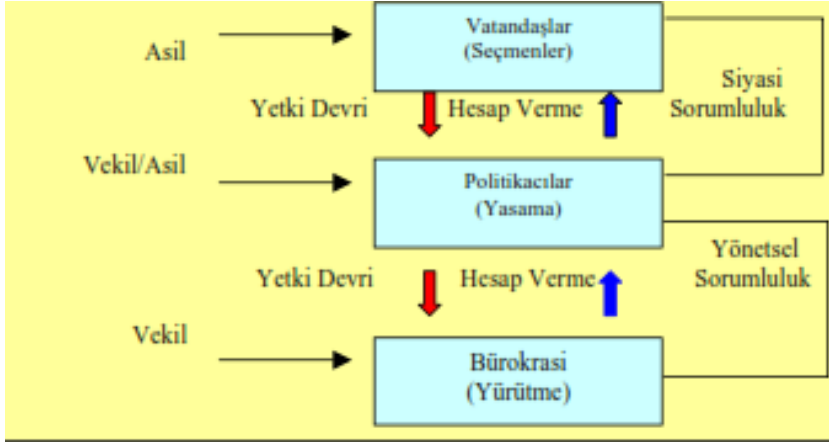 Asil
Vatandaşlar
(Seçmenler)
Siyasi
Sorumluluk
Yetki Devri
Hesap Verme
Vekil/Asil
Politikacılar
(Yasama)
Yönetsel
Sorumluluk
Yetki Devri
Hesap Verme
Vekil
Bürokrasi
(Yürütme)